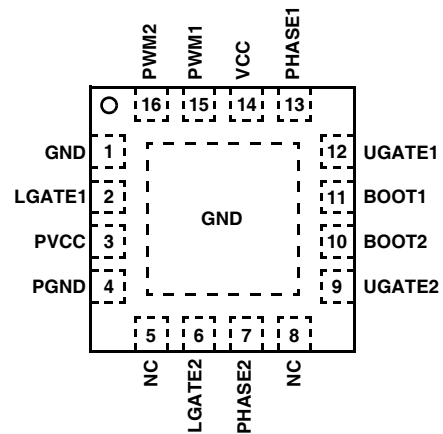 PWM2
PWM1
VCC
PHASE1
16
15
14
13
GND
1
12
UGATE1
LGATE1
2
11
BOOT1
GND
PVCC
3
10
BOOT2
PGND
4
9
UGATE2
5
6
7
8
NC
LGATE2
PHASE2
NC